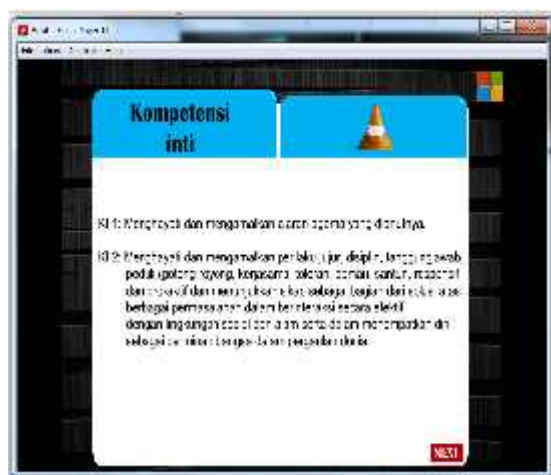 Kompetensi
inti
KI 1: Menghayati dan mengamalkan ajaran agama yang dianutnya.
KI 2: Menghayati dan mengamalkan perilaku jujur, disiplin, tanggung jawab
peduli (gotong royong, kerjasama, toleran, damai), santun, responsif
dan proaktif dan menunjukkan sikap sebagai bagian dari solusi atas
berbagai permasalahan dalam berinteraksi secara efektif
dengan lingkungan sosial dan alam serta dalam menempatkan diri
sebagai cerminan bangsa dalam pergaulan dunia.
NEXT